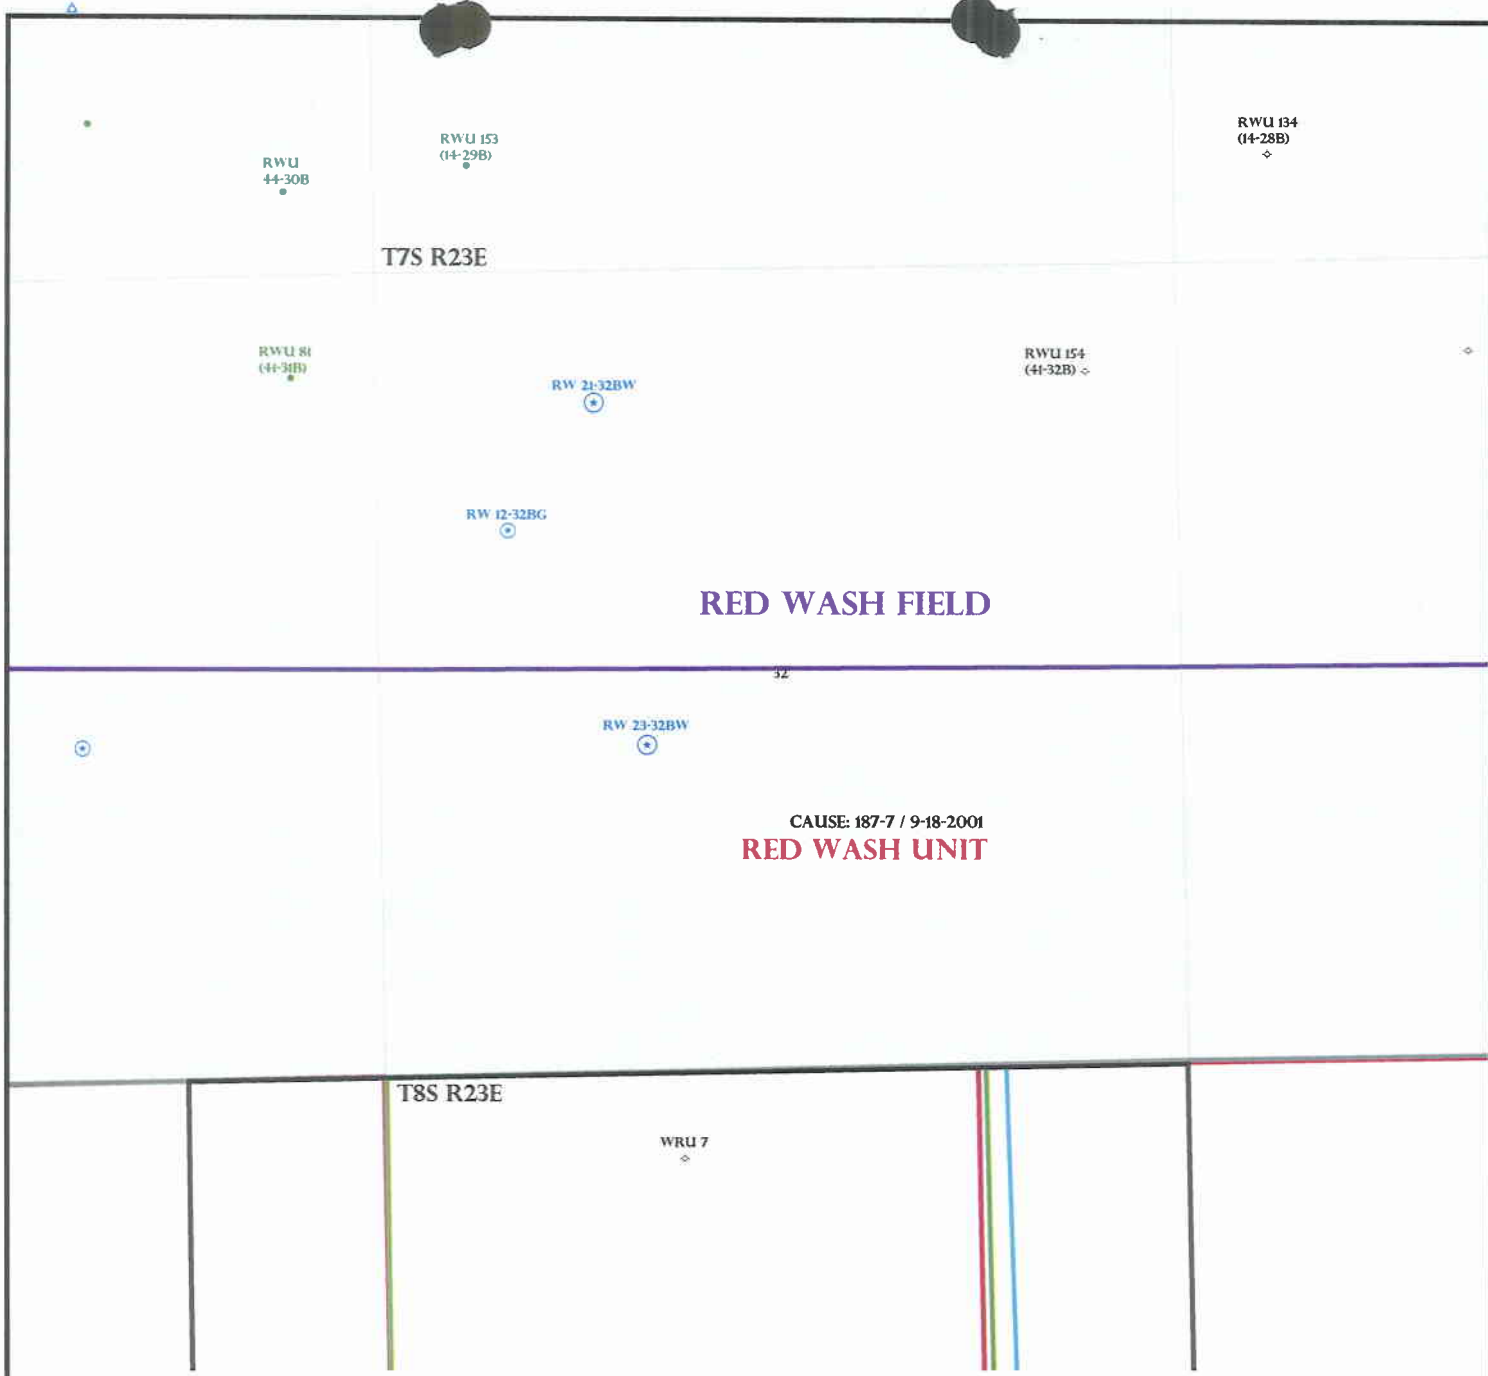 RWU 134
(14-28B)
RWU 153
(14-29B)
RWU
44-30B
T7S R23E
RWU 81
(41-31B)
RWU 154
(41-32B)
RW 21-32BW
RW 12-32BG
RED WASH FIELD
32
RW 23-32BW
CAUSE: 187-7 / 9-18-2001
RED WASH UNIT
T8S R23E
WRU 7